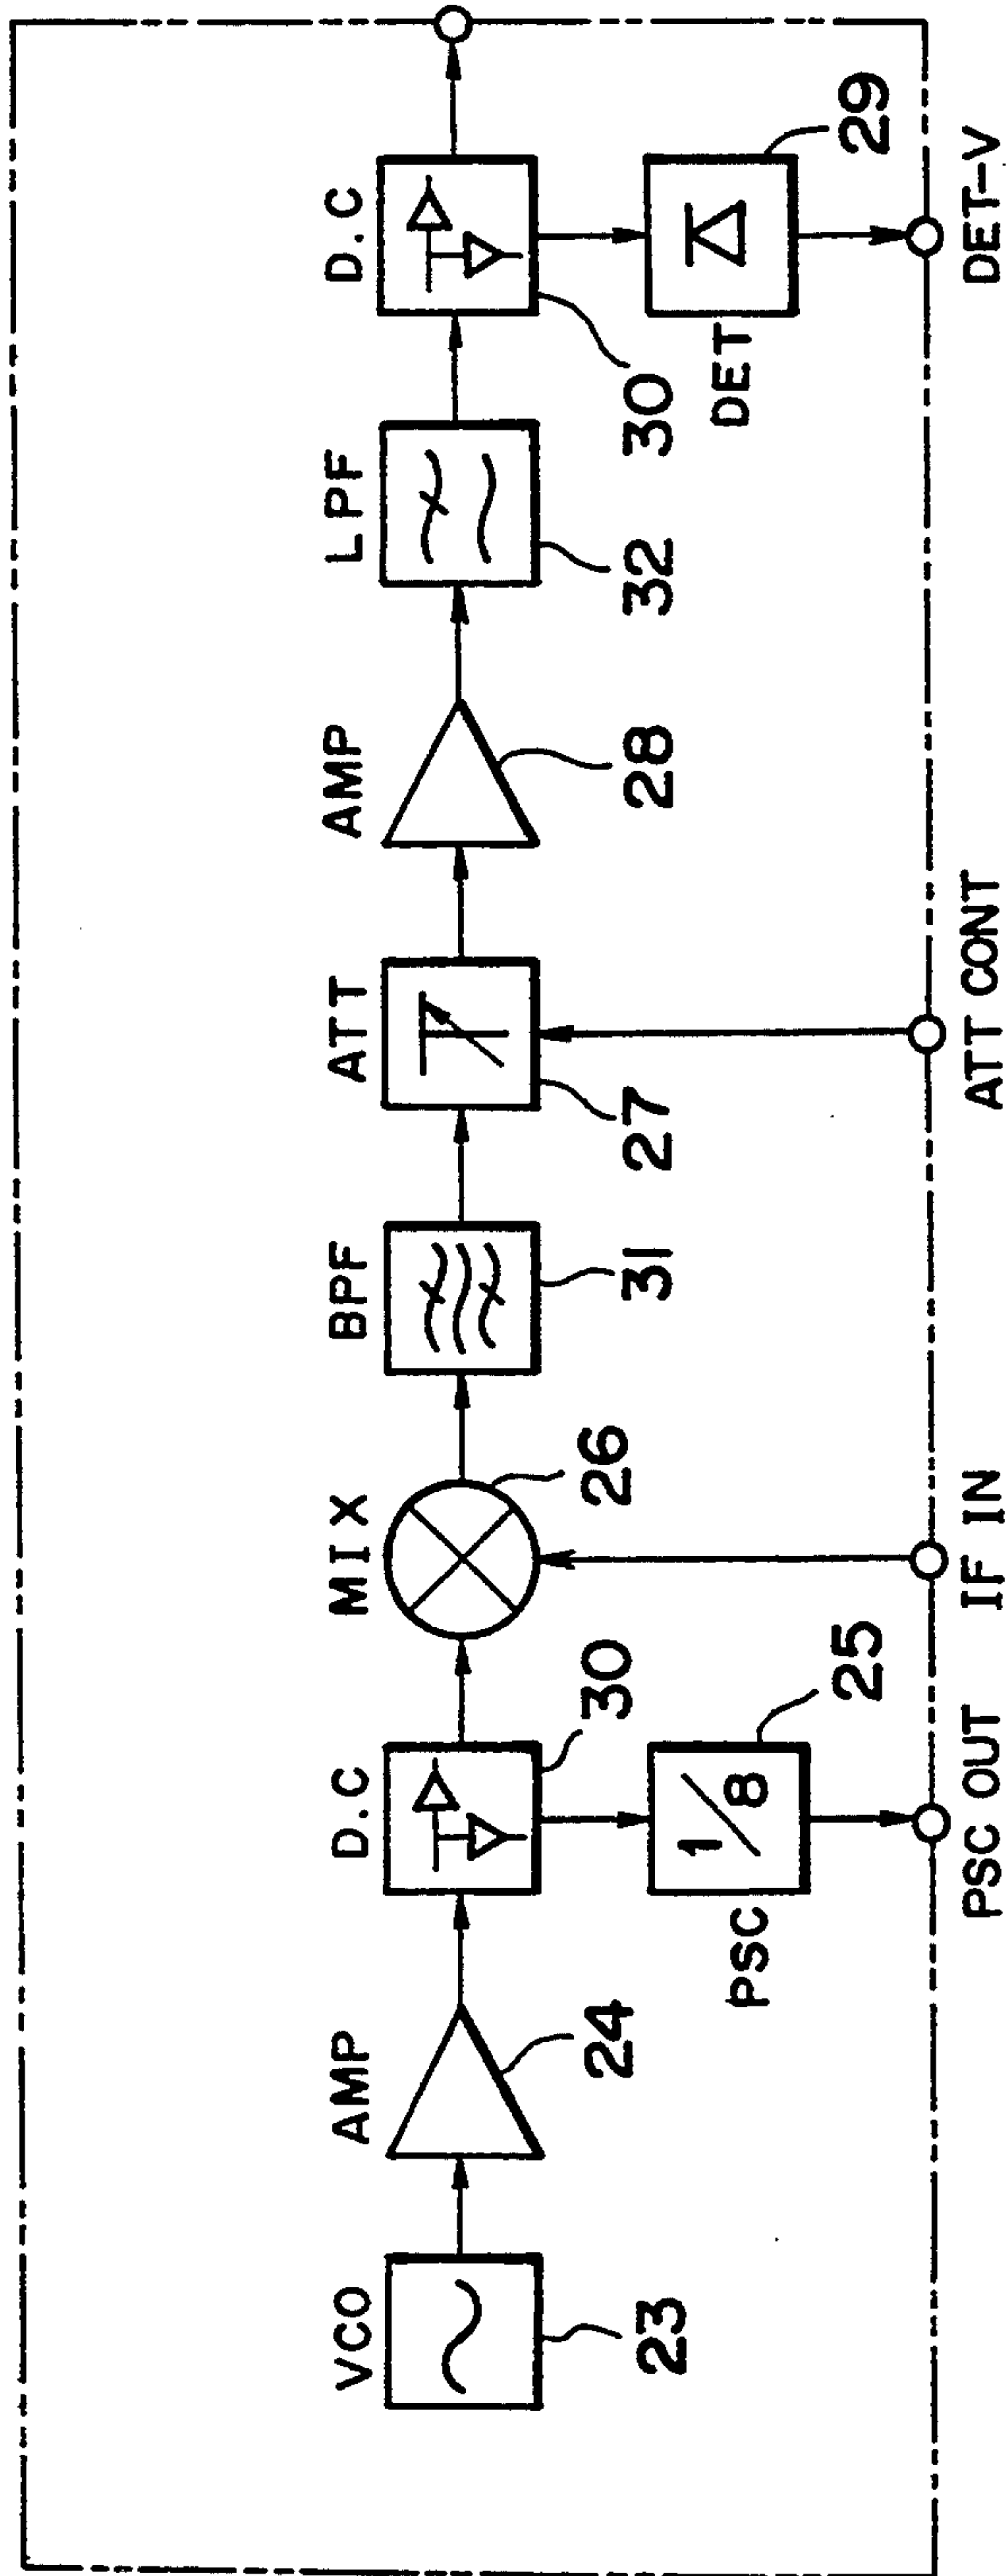 VCO
AMP
D.C
MIX
BPF
ATT
AMP
LPF
D.C
23
24
30
26
31
27
28
32
30
PSC
1/8
25
DET
29
PSC OUT
IF IN
ATT CONT
DET-V